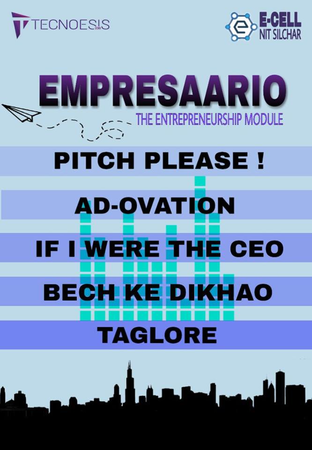 TECNOESIS
E-CELL
NIT SILCHAR
EMPRESAARIO
THE ENTREPRENEURSHIP MODULE
PITCH PLEASE !
AD-OVATION
IF I WERE THE CEO
BECH KE DIKHAO
TAGLORE